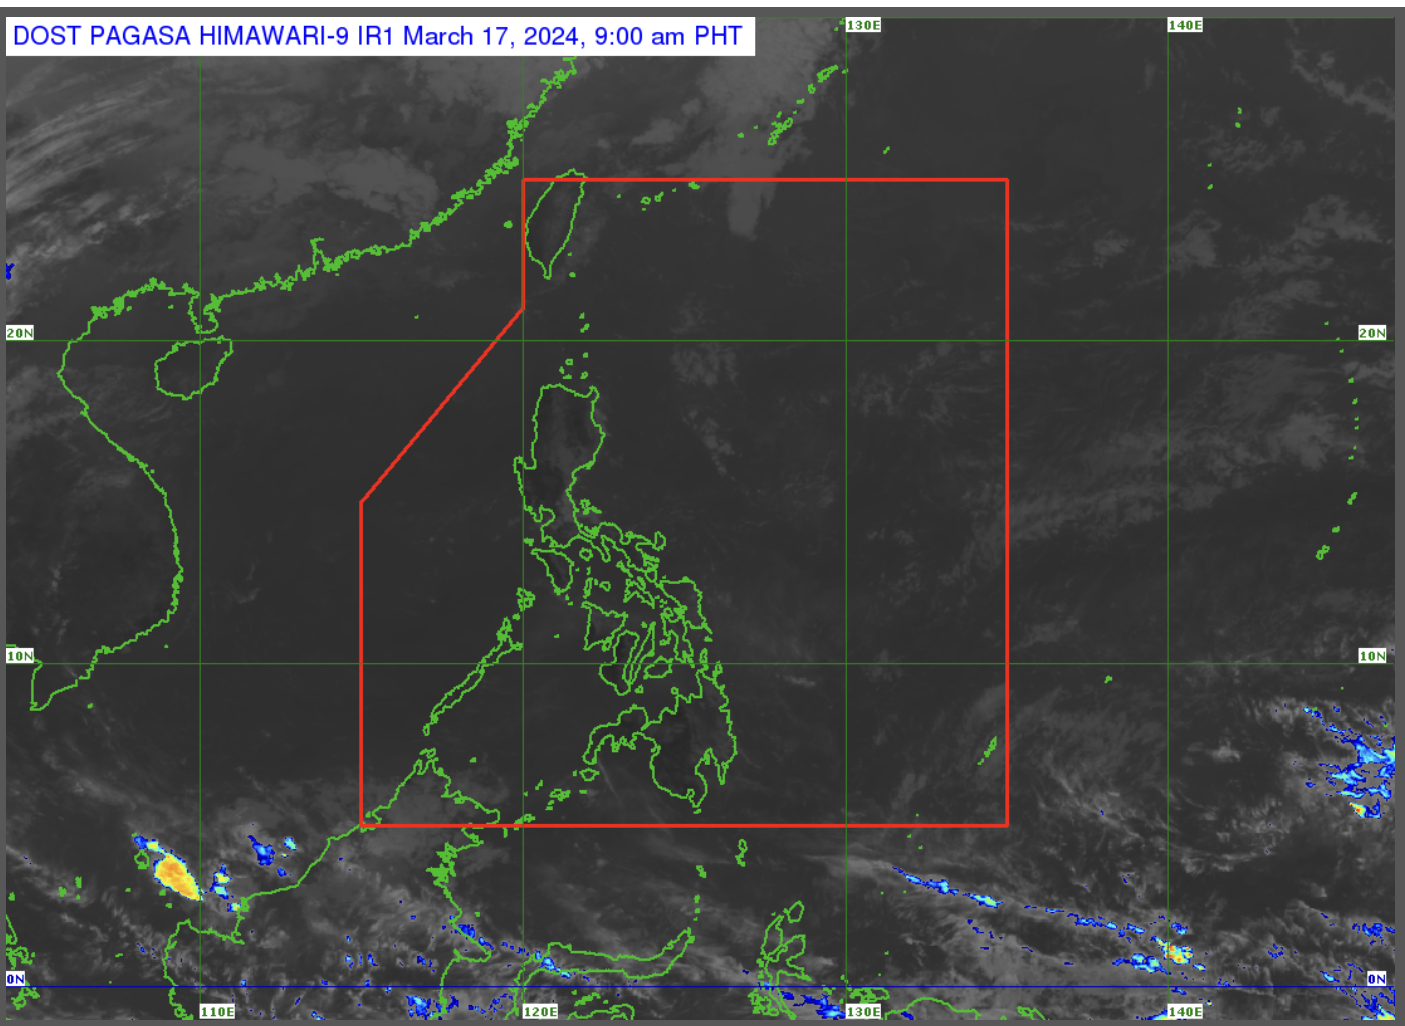 DOST PAGASA HIMAWARI-9 IR1 March 17, 2024, 9:00 am PHT
130E
140E
20N
20N
10N
10N
0N
0N
110E
120E
130E
140E